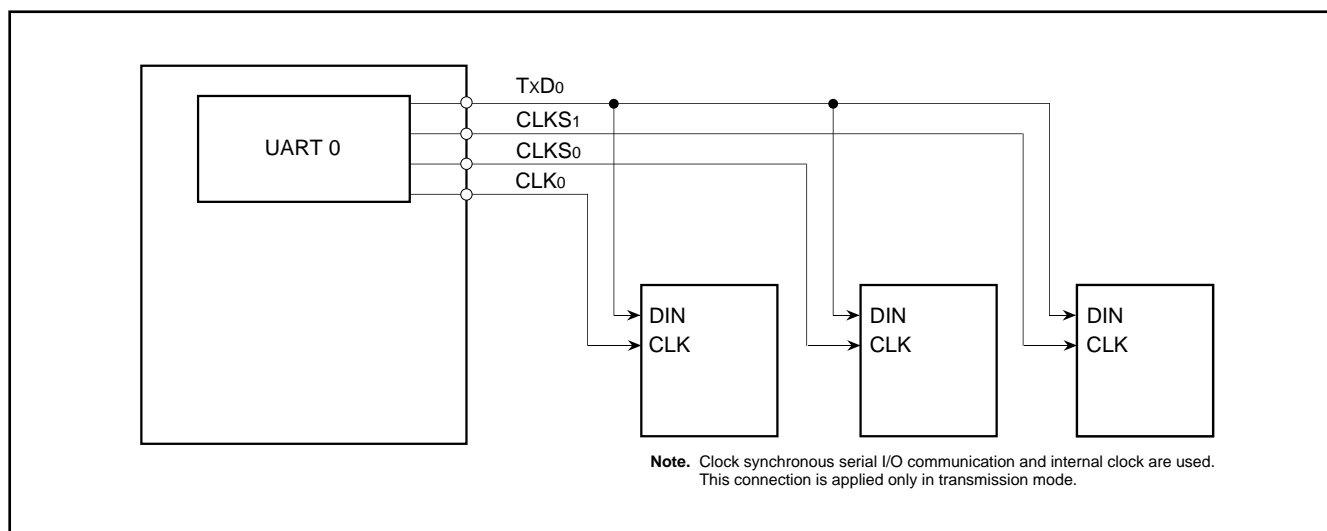 TxD0
CLKS1
UART 0
CLKS0
CLK0
DIN
CLK
DIN
CLK
DIN
CLK
Note. Clock synchronous serial I/O communication and internal clock are used.
This connection is applied only in transmission mode.